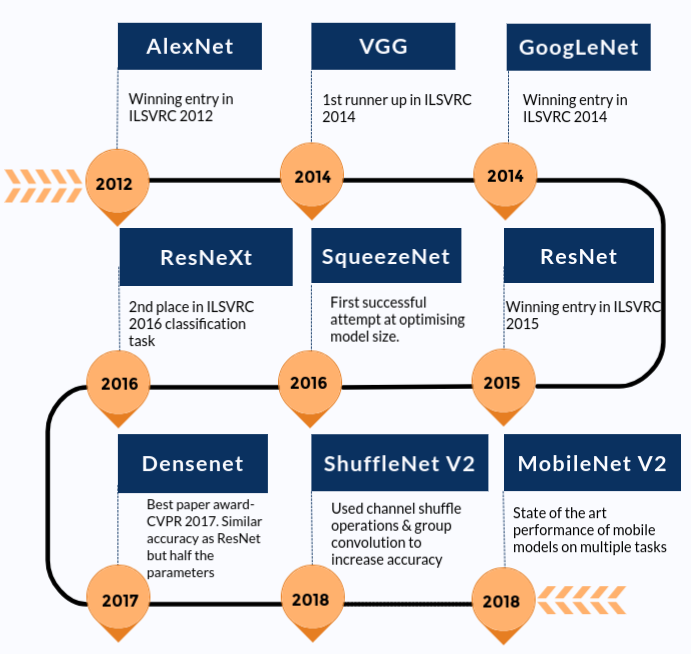 AlexNet
Winning entry in
ILSVRC 2012
2012
VGG
1st runner up in ILSVRC
2014
2014
GoogLeNet
Winning entry in
ILSVRC 2014
2014
ResNeXt
2nd place in ILSVRC
2016 classification
task
2016
SqueezeNet
First successful
attempt at optimising
model size.
2016
ResNet
Winning entry in ILSVRC
2015
2015
Densenet
Best paper award-
CVPR 2017. Similar
accuracy as ResNet
but half the
parameters
2017
ShuffleNet V2
Used channel shuffle
operations & group
convolution to
increase accuracy
2018
MobileNet V2
State of the art
performance of mobile
models on multiple tasks
2018